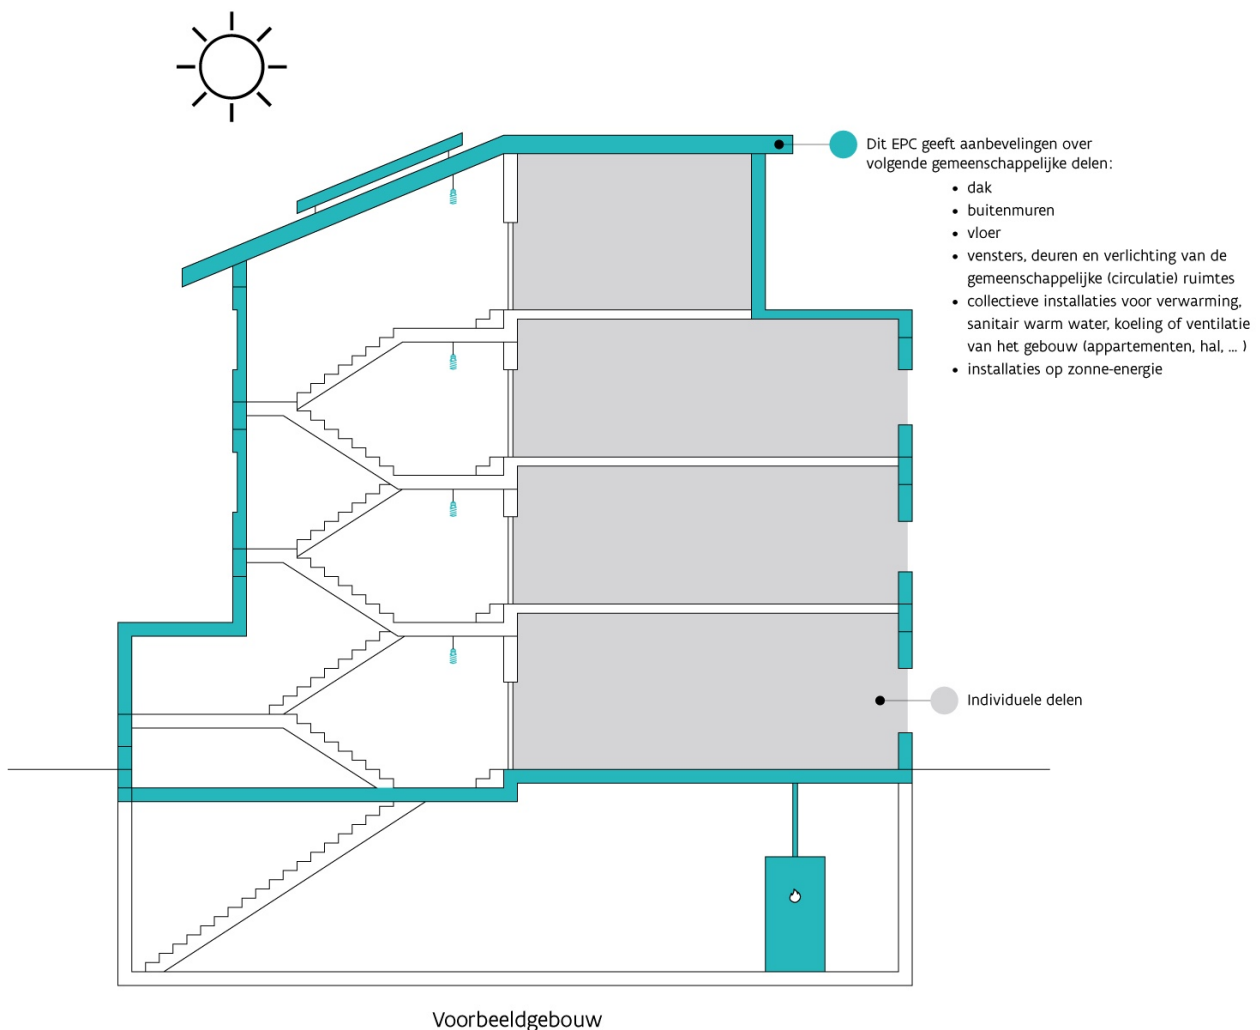 Dit EPC geeft aanbevelingen over
volgende gemeenschappelijke delen:
• dak
• buitenmuren
• vloer
• vensters, deuren en verlichting van de
gemeenschappelijke (circulatie) ruimtes
• collectieve installaties voor verwarming,
sanitair warm water, koeling of ventilatie
van het gebouw (appartementen, hal, ... )
• installaties op zonne-energie
Individuele delen
Voorbeeldgebouw